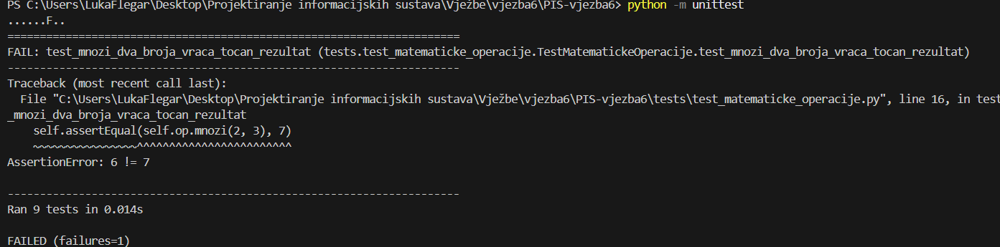 PS C:\Users\LukaFlegar\Desktop\Projektiranje informacijskih sustava\Vježbe\vjezba6\PIS-vjezba6> python -m unittest
......F..
======================================================================
FAIL: test_mnozi_dva_broja_vraca_tocan_rezultat (tests.test_matematicke_operacije.TestMatematickeOperacije.test_mnozi_dva_broja_vraca_tocan_rezultat)
----------------------------------------------------------------------
Traceback (most recent call last):
  File "C:\Users\LukaFlegar\Desktop\Projektiranje informacijskih sustava\Vježbe\vjezba6\PIS-vjezba6\tests\test_matematicke_operacije.py", line 16, in test
_mnozi_dva_broja_vraca_tocan_rezultat
    self.assertEqual(self.op.mnozi(2, 3), 7)
    ~~~~~~~~~~~~~~~~^^^^^^^^^^^^^^^^^^^^^^^^
AssertionError: 6 != 7
----------------------------------------------------------------------
Ran 9 tests in 0.014s
FAILED (failures=1)